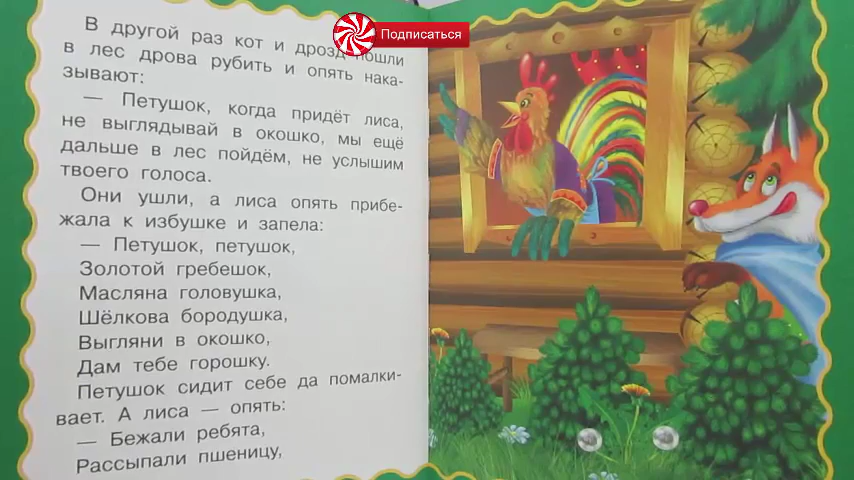 Подписаться
В другой раз кот и дрозд пошли
в лес дрова рубить и опять нака-
зывают:
— Петушок, когда придёт лиса,
не выглядывай в окошко, мы ещё
дальше в лес пойдём, не услышим
твоего голоса.
Они ушли, а лиса опять прибе-
жала к избушке и запела:
— Петушок, петушок,
Золотой гребешок,
Масляна головушка,
Шёлкова бородушка,
Выгляни в окошко,
Дам тебе горошку.
Петушок сидит себе да помалки-
вает. А лиса — опять:
— Бежали ребята,
Рассыпали пшеницу,